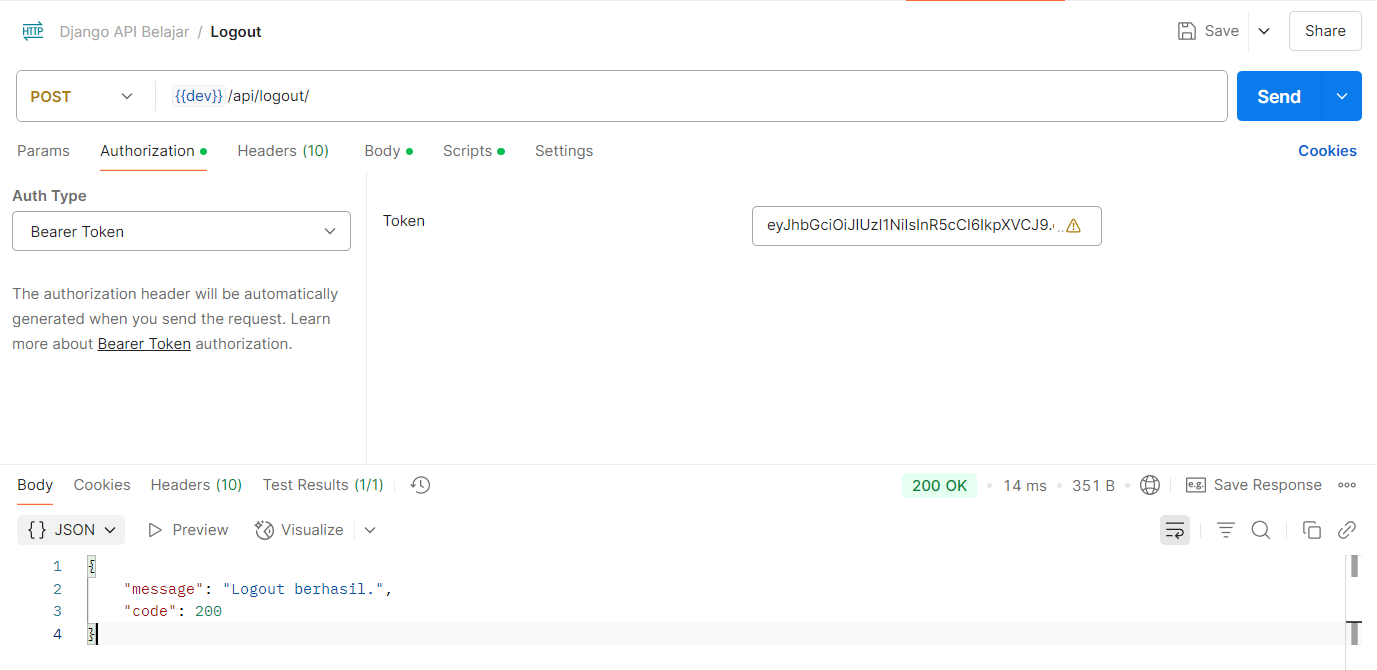 HTTP Django API Belajar / Logout Save Share
POST {{dev}} /api/logout/ Send
Params Authorization Headers (10) Body Scripts Settings Cookies
Auth Type
Bearer Token
Token
eyJhbGciOiJIUzI1NiIsInR5cCI6IkpXVCJ9. ...
The authorization header will be automatically
generated when you send the request. Learn
more about Bearer Token authorization.
Body Cookies Headers (10) Test Results (1/1) 200 OK 14 ms 351 B e.g. Save Response
{} JSON Preview Visualize
1 {
2 "message": "Logout berhasil.",
3 "code": 200
4 }